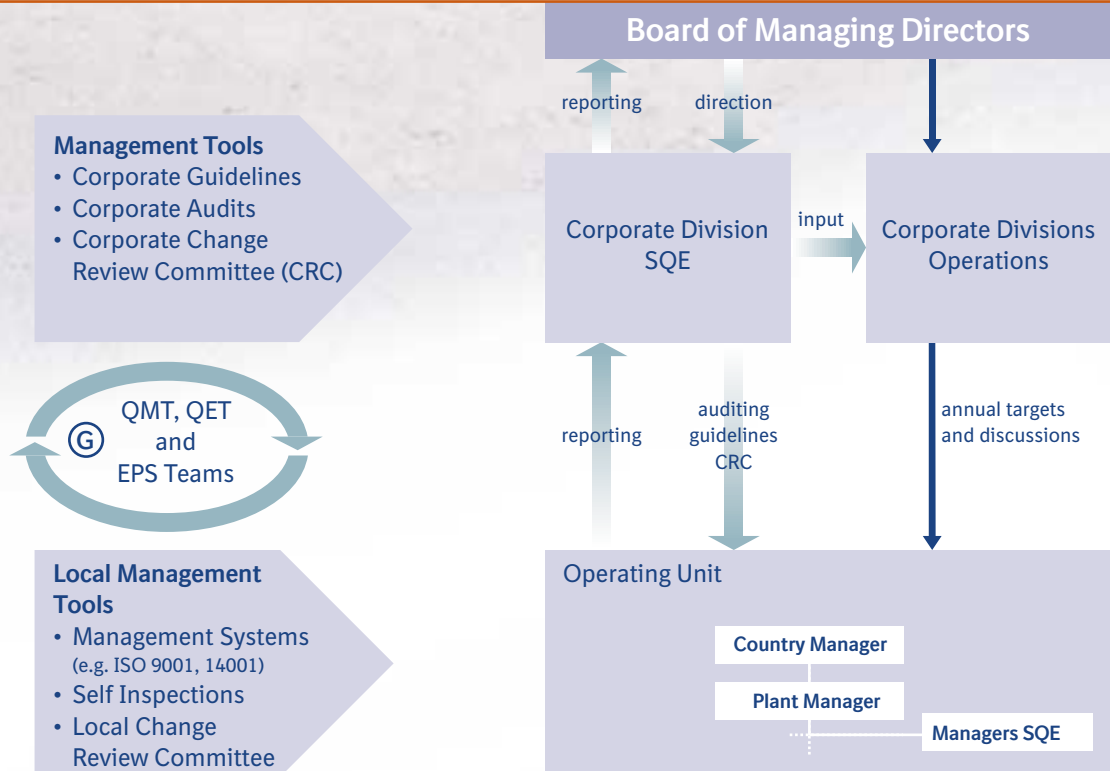 Board of Managing Directors
reporting
direction
Management Tools
• Corporate Guidelines
• Corporate Audits
• Corporate Change
Review Committee (CRC)
Corporate Division
SQE
input
Corporate Divisions
Operations
G
QMT, QET
and
EPS Teams
reporting
auditing
guidelines
CRC
annual targets
and discussions
Local Management
Tools
• Management Systems
(e.g. ISO 9001, 14001)
• Self Inspections
• Local Change
Review Committee
Operating Unit
Country Manager
Plant Manager
Managers SQE